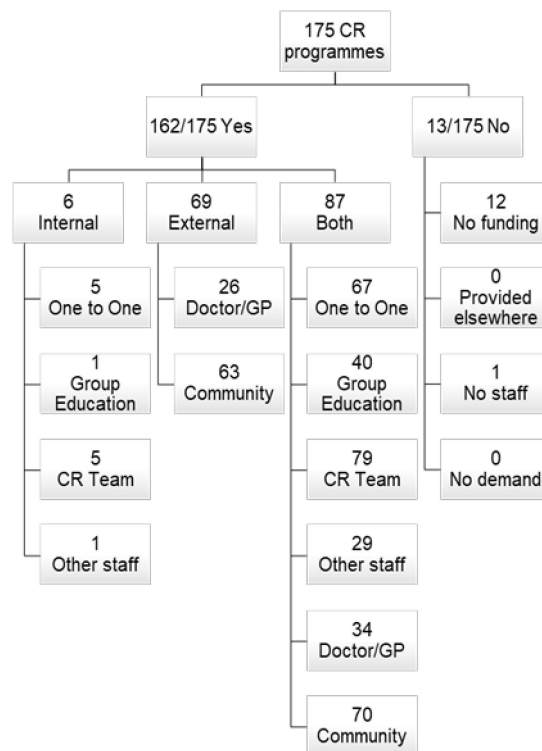 175 CR
programmes
162/175 Yes
13/175 No
6
Internal
69
External
87
Both
12
No funding
5
One to One
26
Doctor/GP
67
One to One
0
Provided
elsewhere
1
Group
Education
63
Community
40
Group
Education
1
No staff
5
CR Team
79
CR Team
0
No demand
1
Other staff
29
Other staff
34
Doctor/GP
70
Community